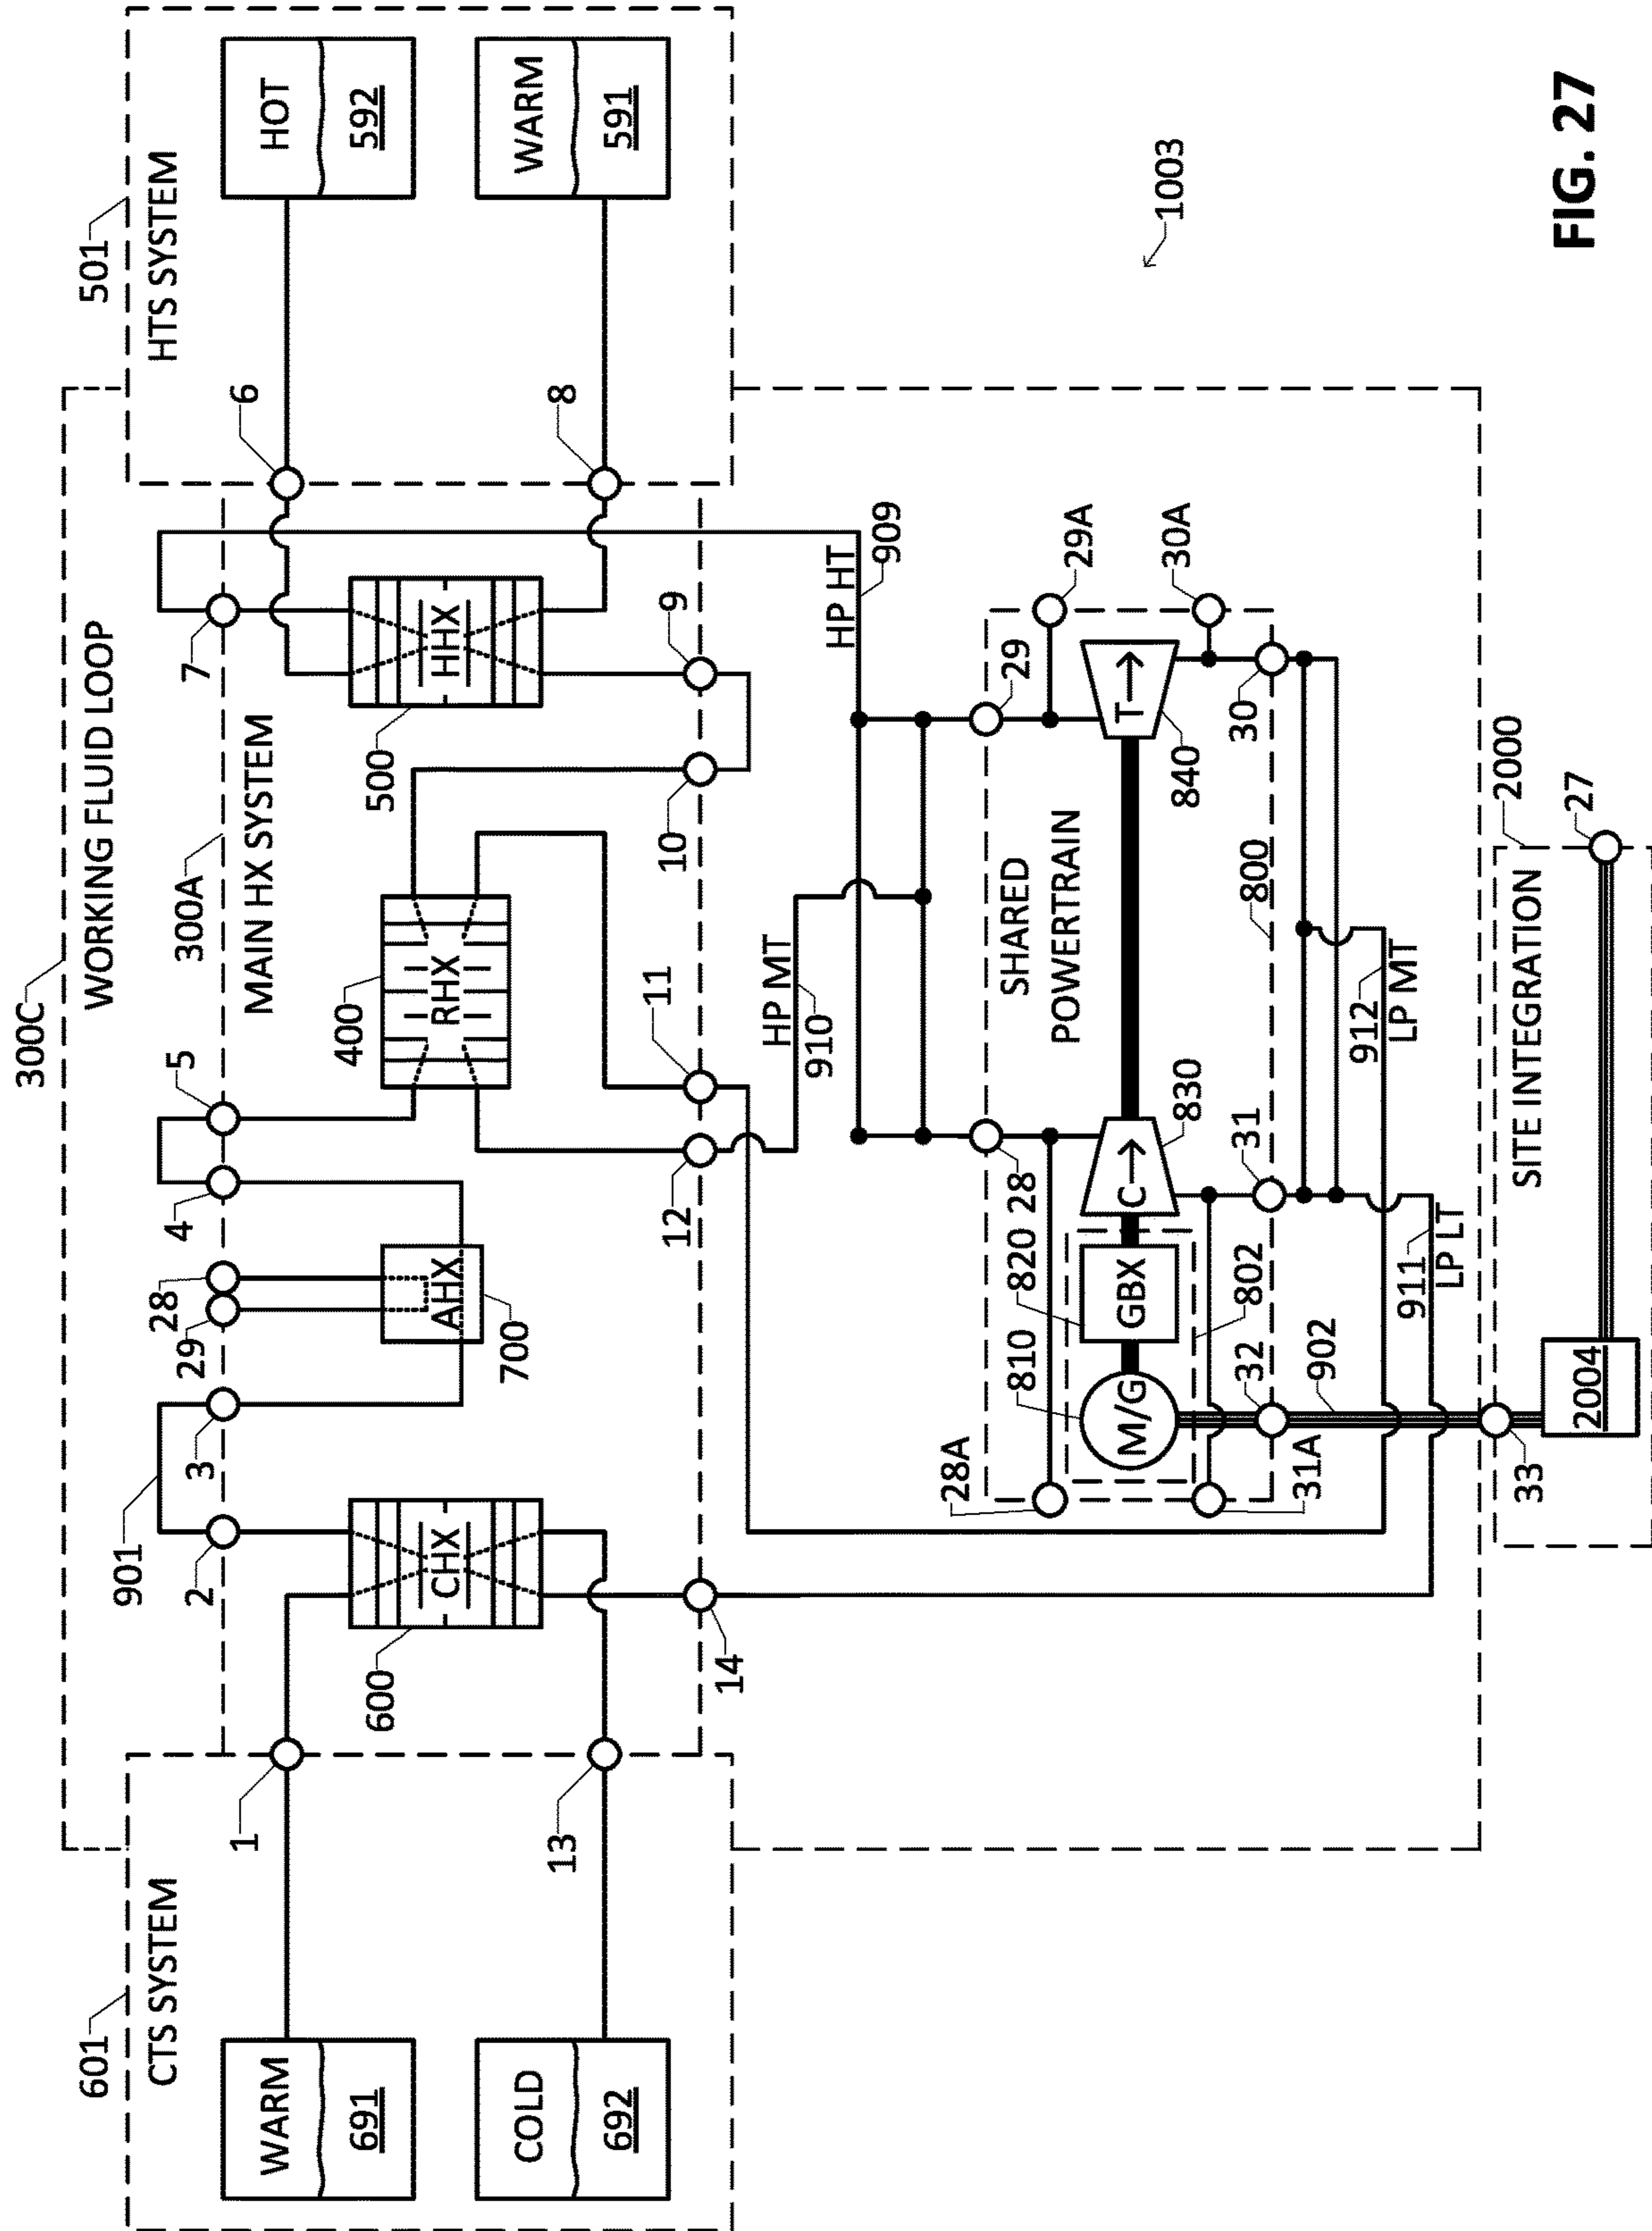 300C
WORKING FLUID LOOP
601
CTS SYSTEM
WARM
691
COLD
692
1
13
501
HTS SYSTEM
HOT
592
WARM
591
6
8
300A
MAIN HX SYSTEM
901
2
3
29
28
4
5
7
CHX
600
AHX
700
RHX
400
HHX
500
14
12
11
10
9
HP MT
910
HP HT
909
SHARED
POWERTRAIN
28A
28
29
29A
810
820
M/G
GBX
C
830
T
840
30A
802
800
31A
32
31
30
902
911
LP LT
912
LP MT
2000
SITE INTEGRATION
33
2004
27
1003
FIG. 27